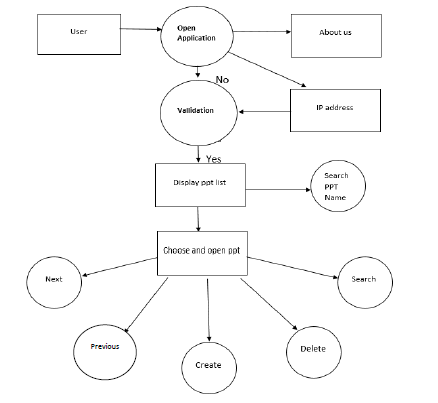 User
Open
Application
About us
No
IP address
Validation
Yes
Display ppt list
Search
PPT
Name
Choose and open ppt
Next
Search
Previous
Create
Delete